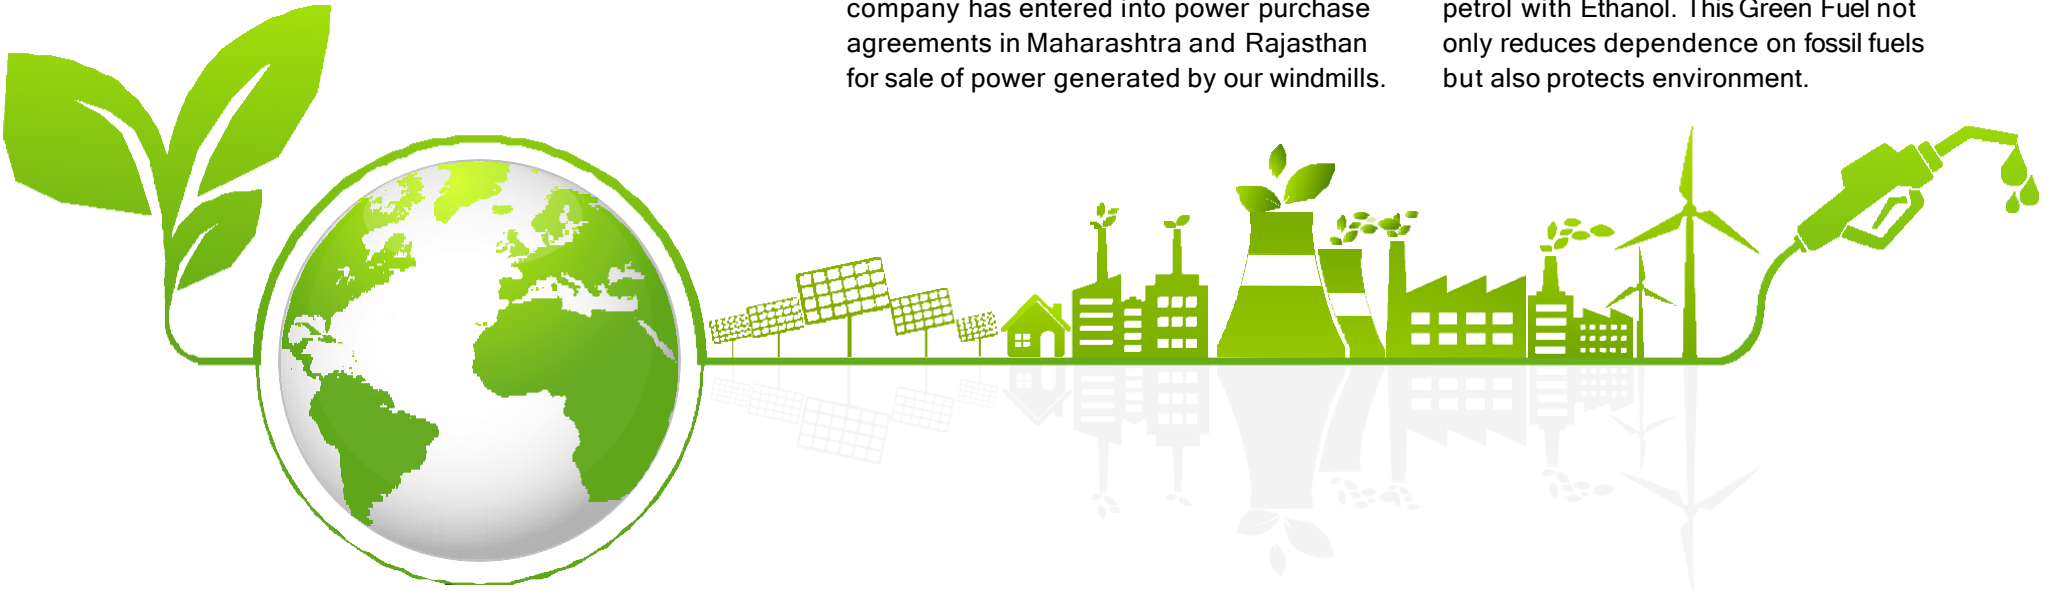 company has entered into power purchase
agreements in Maharashtra and Rajasthan
for sale of power generated by our windmills.
petrol with Ethanol. This Green Fuel not
only reduces dependence on fossil fuels
but also protects environment.